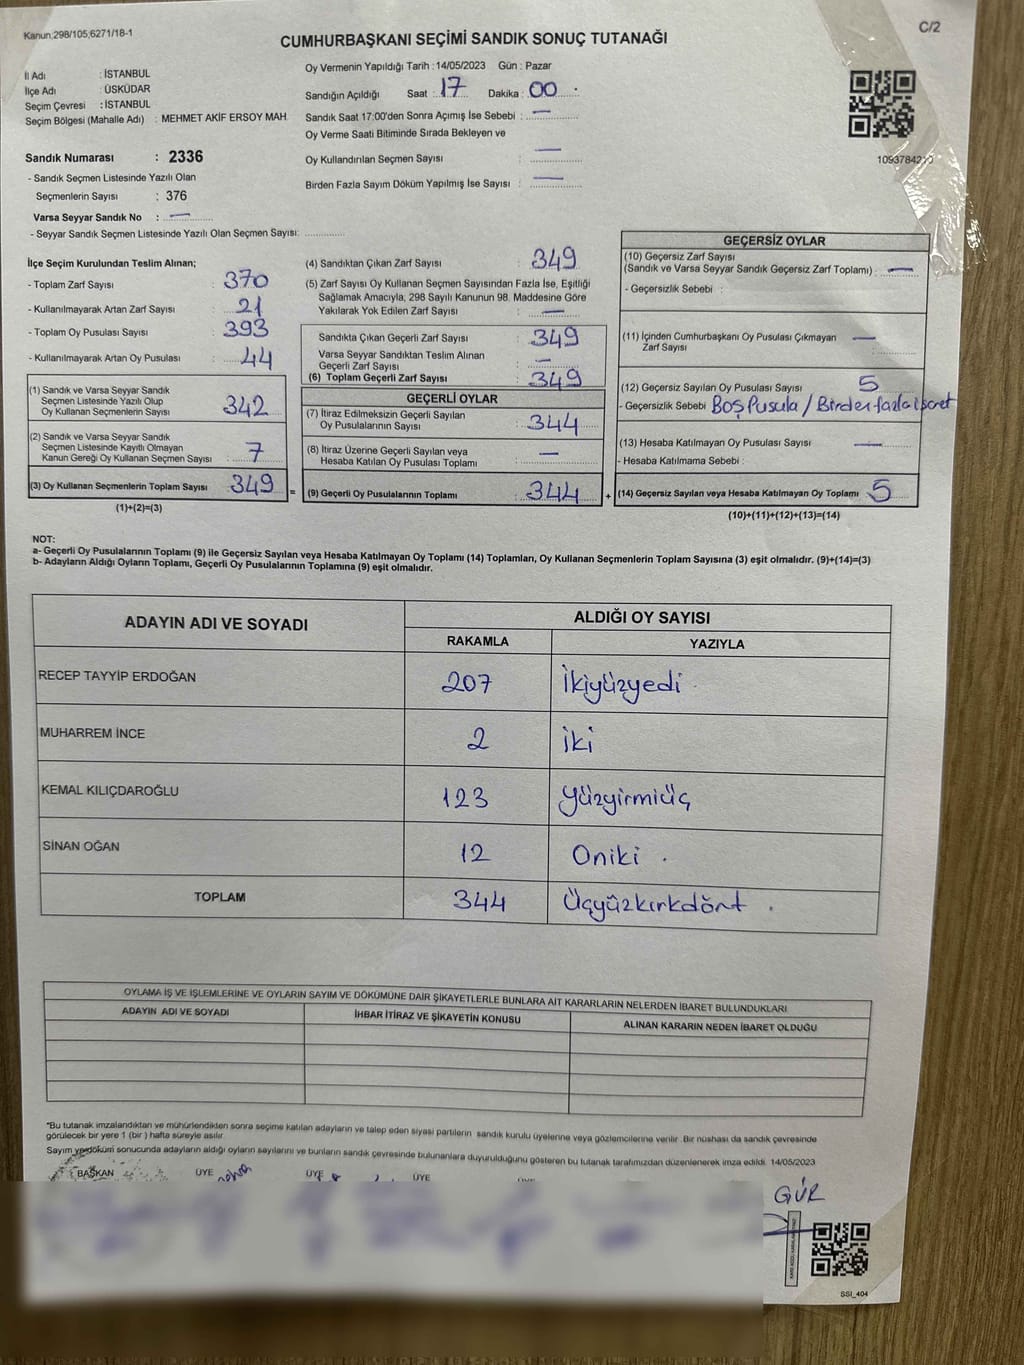 Kanun:298/105;6271/18-1
C/2
CUMHURBAŞKANI SEÇİMİ SANDIK SONUÇ TUTANAĞI
İl Adı : İSTANBUL
İlçe Adı : ÜSKÜDAR
Seçim Çevresi : İSTANBUL
Seçim Bölgesi (Mahalle Adı) : MEHMET AKİF ERSOY MAH
Sandık Numarası : 2336
- Sandık Seçmen Listesinde Yazılı Olan
Seçmenlerin Sayısı : 376
Varsa Seyyar Sandık No : —
- Seyyar Sandık Seçmen Listesinde Yazılı Olan Seçmen Sayısı:
Oy Vermenin Yapıldığı Tarih : 14/05/2023 Gün : Pazar
Sandığın Açıldığı Saat : 17 Dakika : 00
Sandık Saat 17:00'den Sonra Açımış İse Sebebi : —
Oy Verme Saati Bitiminde Sırada Bekleyen ve
Oy Kullandırılan Seçmen Sayısı : —
Birden Fazla Sayım Döküm Yapılmış İse Sayısı : —
İlçe Seçim Kurulundan Teslim Alınan;
- Toplam Zarf Sayısı : 370
- Kullanılmayarak Artan Zarf Sayısı : 21
- Toplam Oy Pusulası Sayısı : 393
- Kullanılmayarak Artan Oy Pusulası : 44
(1) Sandık ve Varsa Seyyar Sandık
Seçmen Listesinde Yazılı Olup
Oy Kullanan Seçmenlerin Sayısı : 342
(2) Sandık ve Varsa Seyyar Sandık
Seçmen Listesinde Kayıtlı Olmayan
Kanun Gereği Oy Kullanan Seçmen Sayısı : 7
(3) Oy Kullanan Seçmenlerin Toplam Sayısı : 349 =
(1)+(2)=(3)
(4) Sandıktan Çıkan Zarf Sayısı : 349
(5) Zarf Sayısı Oy Kullanan Seçmen Sayısından Fazla İse, Eşitliği
Sağlamak Amacıyla, 298 Sayılı Kanunun 98. Maddesine Göre
Yakılarak Yok Edilen Zarf Sayısı : —
Sandıkta Çıkan Geçerli Zarf Sayısı : 349
Varsa Seyyar Sandıktan Teslim Alınan
Geçerli Zarf Sayısı : —
(6) Toplam Geçerli Zarf Sayısı : 349
GEÇERLİ OYLAR
(7) İtiraz Edilmeksizin Geçerli Sayılan
Oy Pusulalarının Sayısı : 344
(8) İtiraz Üzerine Geçerli Sayılan veya
Hesaba Katılan Oy Pusulası Toplamı : —
(9) Geçerli Oy Pusulalarının Toplamı : 344 +
GEÇERSİZ OYLAR
(10) Geçersiz Zarf Sayısı
(Sandık ve Varsa Seyyar Sandık Geçersiz Zarf Toplamı) : —
- Geçersizlik Sebebi :
(11) İçinden Cumhurbaşkanı Oy Pusulası Çıkmayan : —
Zarf Sayısı
(12) Geçersiz Sayılan Oy Pusulası Sayısı : 5
- Geçersizlik Sebebi : Boş Pusula / Birden fazla işaret
(13) Hesaba Katılmayan Oy Pusulası Sayısı : —
- Hesaba Katılmama Sebebi :
(14) Geçersiz Sayılan veya Hesaba Katılmayan Oy Toplamı : 5
(10)+(11)+(12)+(13)=(14)
NOT:
a- Geçerli Oy Pusulalarının Toplamı (9) ile Geçersiz Sayılan veya Hesaba Katılmayan Oy Toplamı (14) Toplamları, Oy Kullanan Seçmenlerin Toplam Sayısına (3) eşit olmalıdır. (9)+(14)=(3)
b- Adayların Aldığı Oyların Toplamı, Geçerli Oy Pusulalarının Toplamına (9) eşit olmalıdır.
ADAYIN ADI VE SOYADI ALDIĞI OY SAYISI
RAKAMLA YAZIYLA
RECEP TAYYİP ERDOĞAN 207 İkiyüzyedi
MUHARREM İNCE 2 İki
KEMAL KILIÇDAROĞLU 123 Yüzyirmiüç
SİNAN OĞAN 12 Oniki
TOPLAM 344 Üçyüzkırkdört
OYLAMA İŞ VE İŞLEMLERİNE VE OYLARIN SAYIM VE DÖKÜMÜNE DAİR ŞİKAYETLERLE BUNLARA AİT KARARLARIN NELERDEN İBARET BULUNDUKLARI
ADAYIN ADI VE SOYADI İHBAR İTİRAZ VE ŞİKAYETİN KONUSU ALINAN KARARIN NEDEN İBARET OLDUĞU
*Bu tutanak imzalandıktan ve mühürlendikten sonra seçime katılan adayların ve talep eden siyasi partilerin sandık kurulu üyelerine veya gözlemcilerine verilir. Bir nüshası da sandık çevresinde
görülecek bir yere 1 (bir) hafta süreyle asılır.
Sayım ve döküm sonucunda adayların aldığı oyların sayılarını ve bunların sandık çevresinde bulunanlara duyurulduğunu gösteren bu tutanak tarafımızdan düzenlenerek imza edildi. 14/05/2023
BAŞKAN ÜYE ÜYE ÜYE
GÜR
SSI_404